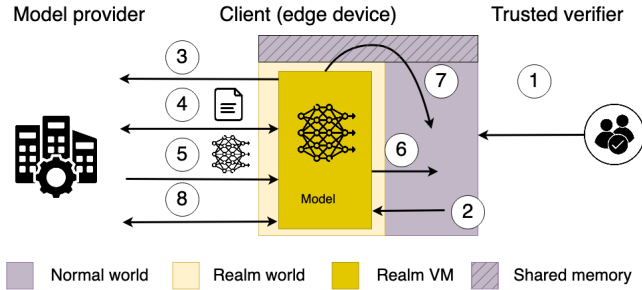 Model provider
Client (edge device)
Trusted verifier
3
7
1
4
5
6
8
2
Model
Normal world
Realm world
Realm VM
Shared memory